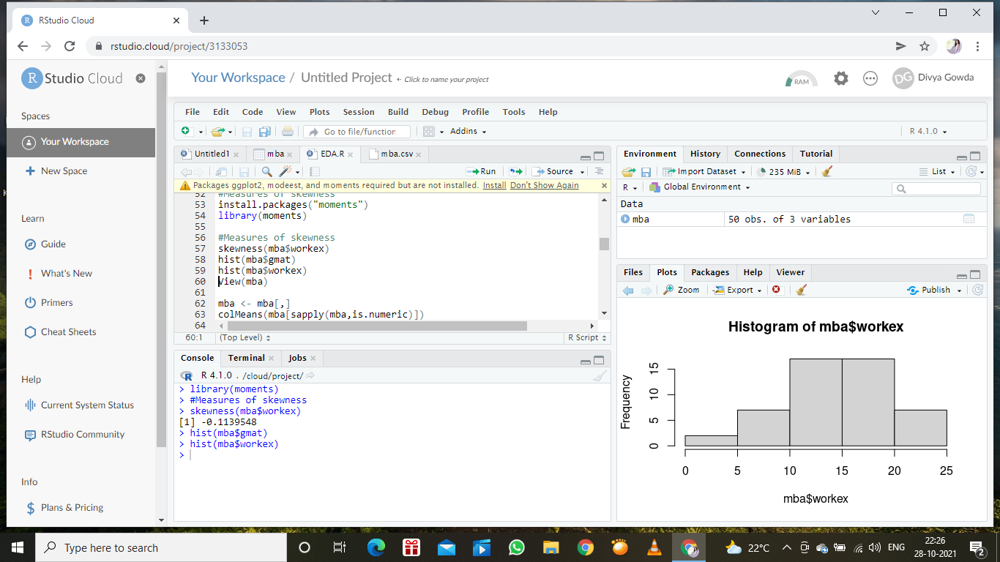 RStudio Cloud
rstudio.cloud/project/3133053
R Studio Cloud
Spaces
Your Workspace
New Space
Learn
Guide
What's New
Primers
Cheat Sheets
Help
Current System Status
RStudio Community
Info
Plans & Pricing
Your Workspace / Untitled Project ← Click to name your project
RAM
DG Divya Gowda
File Edit Code View Plots Session Build Debug Profile Tools Help
Go to file/function Addins R 4.1.0
Untitled1 mba EDA.R mba.csv
Run Source
Packages ggplot2, modeest, and moments required but are not installed. Install Don't Show Again
52 #Measures of skewness
53 install.packages("moments")
54 library(moments)
55
56 #Measures of skewness
57 skewness(mba$workex)
58 hist(mba$gmat)
59 hist(mba$workex)
60 View(mba)
61
62 mba <- mba[,]
63 colMeans(mba[sapply(mba,is.numeric)])
64
60:1 (Top Level) R Script
Console Terminal Jobs
R R 4.1.0 . /cloud/project/
> library(moments)
> #Measures of skewness
> skewness(mba$workex)
[1] -0.1139548
> hist(mba$gmat)
> hist(mba$workex)
>
Environment History Connections Tutorial
Import Dataset 235 MiB List
R Global Environment
Data
mba 50 obs. of 3 variables
Files Plots Packages Help Viewer
Zoom Export Publish
Histogram of mba$workex
Frequency
15
10
5
0
0 5 10 15 20 25
mba$workex
Type here to search
22°C
ENG
22:26
28-10-2021
2